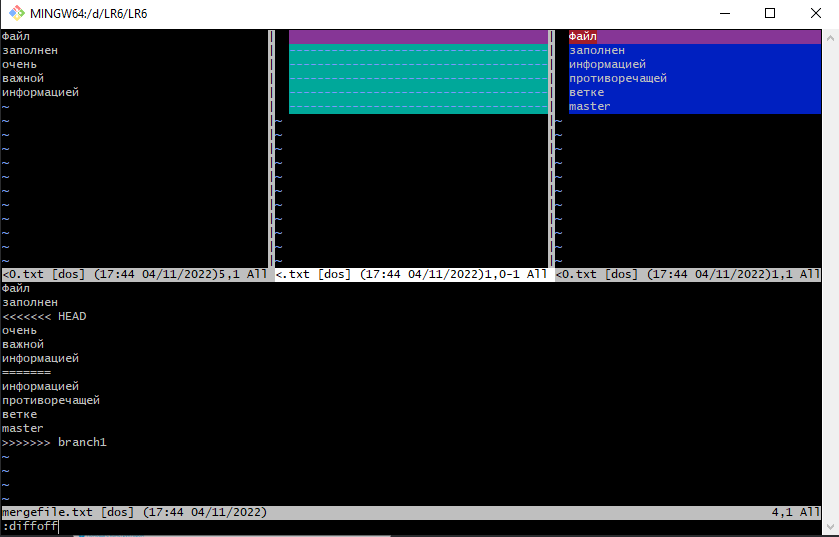 MINGW64:/d/LR6/LR6
Файл
заполнен
очень
важной
информацией
~
~
~
~
~
~
~
~
~
~
~
~
<O.txt [dos] (17:44 04/11/2022)5,1 All
~
~
~
~
~
~
~
~
~
~
~
<.txt [dos] (17:44 04/11/2022)1,0-1 All
Файл
заполнен
информацией
противоречащей
ветке
master
~
~
~
~
~
~
~
~
~
~
~
<O.txt [dos] (17:44 04/11/2022)1,1 All
Файл
заполнен
<<<<<<< HEAD
очень
важной
информацией
=======
информацией
противоречащей
ветке
master
>>>>>>> branch1
~
~
~
~
mergefile.txt [dos] (17:44 04/11/2022) 4,1 All
:diffoff